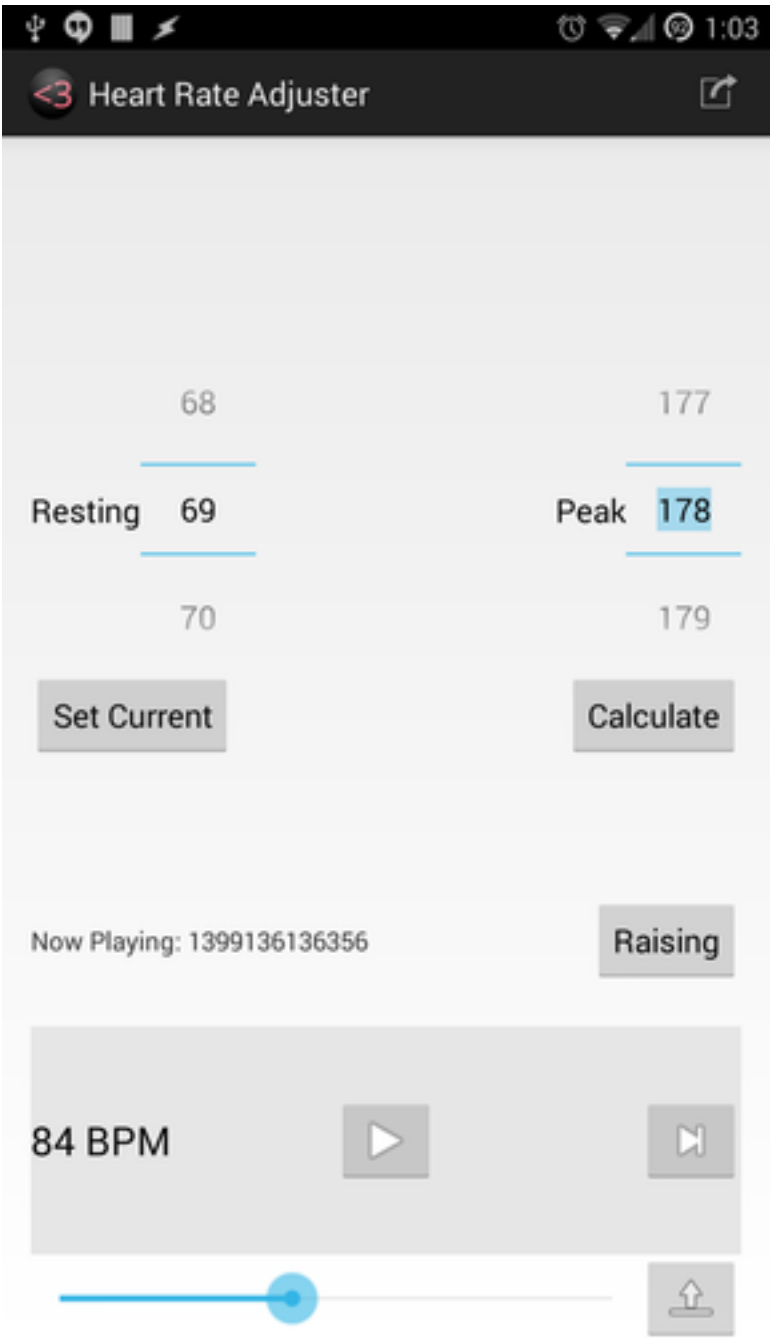 92 1:03
<3 Heart Rate Adjuster
68 177
Resting 69 Peak 178
70 179
Set Current Calculate
Now Playing: 1399136136356 Raising
84 BPM